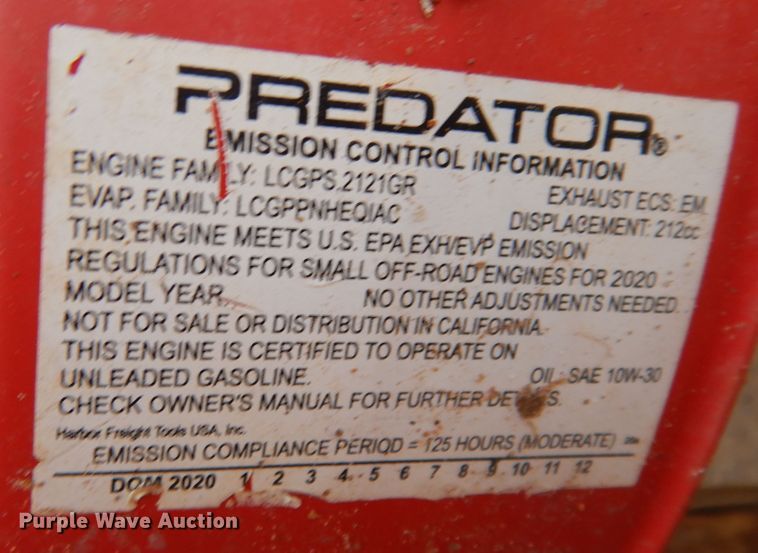 PREDATOR®
EMISSION CONTROL INFORMATION
ENGINE FAMILY: LCGPS.2121GR
EXHAUST ECS: EM
EVAP. FAMILY: LCGPPNHEQIAC
DISPLACEMENT: 212cc
THIS ENGINE MEETS U.S. EPA EXH/EVP EMISSION
REGULATIONS FOR SMALL OFF-ROAD ENGINES FOR 2020
MODEL YEAR. NO OTHER ADJUSTMENTS NEEDED.
NOT FOR SALE OR DISTRIBUTION IN CALIFORNIA.
THIS ENGINE IS CERTIFIED TO OPERATE ON
UNLEADED GASOLINE. OIL: SAE 10W-30
CHECK OWNER'S MANUAL FOR FURTHER DETAILS.
Harbor Freight Tools USA, Inc.
EMISSION COMPLIANCE PERIOD = 125 HOURS (MODERATE)
DOM 2020 1 2 3 4 5 6 7 8 9 10 11 12
Purple Wave Auction